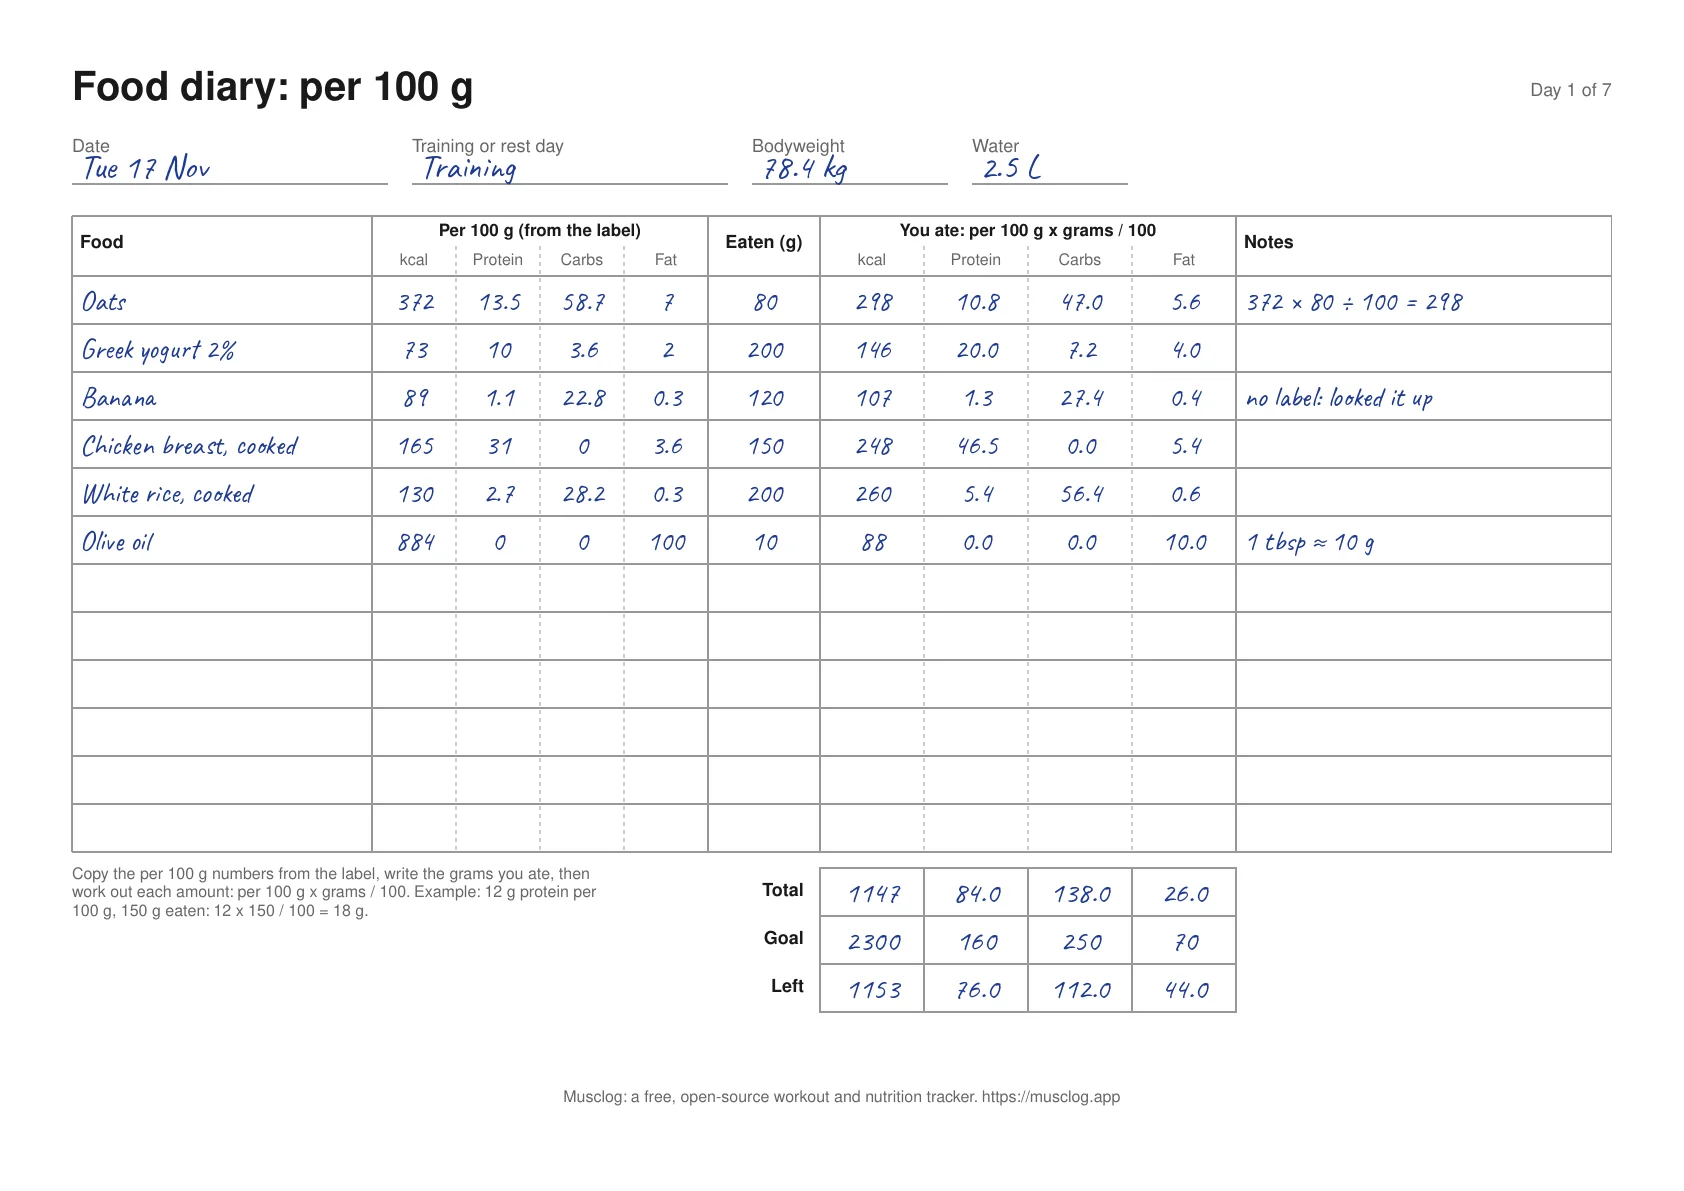 Food diary: per 100 g
Day 1 of 7
Date Training or rest day Bodyweight Water
Tue 17 Nov Training 78.4 kg 2.5 L
Food Per 100 g (from the label) Eaten (g) You ate: per 100 g x grams / 100 Notes
kcal Protein Carbs Fat kcal Protein Carbs Fat
Oats 372 13.5 58.7 7 80 298 10.8 47.0 5.6 372 × 80 ÷ 100 = 298
Greek yogurt 2% 73 10 3.6 2 200 146 20.0 7.2 4.0
Banana 89 1.1 22.8 0.3 120 107 1.3 27.4 0.4 no label: looked it up
Chicken breast, cooked 165 31 0 3.6 150 248 46.5 0.0 5.4
White rice, cooked 130 2.7 28.2 0.3 200 260 5.4 56.4 0.6
Olive oil 884 0 0 100 10 88 0.0 0.0 10.0 1 tbsp ≈ 10 g
Copy the per 100 g numbers from the label, write the grams you ate, then
work out each amount: per 100 g x grams / 100. Example: 12 g protein per
100 g, 150 g eaten: 12 x 150 / 100 = 18 g.
Total 1147 84.0 138.0 26.0
Goal 2300 160 250 70
Left 1153 76.0 112.0 44.0
Musclog: a free, open-source workout and nutrition tracker. https://musclog.app